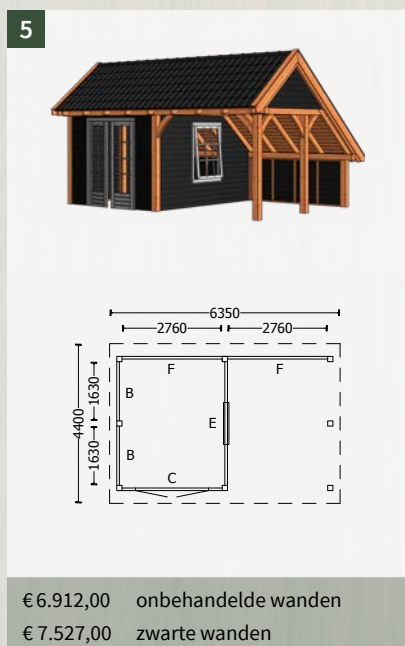 5
6350
2760 2760
F F
B
1630
E
4400
B
1630
C
€ 6.912,00 onbehandelde wanden
€ 7.527,00 zwarte wanden